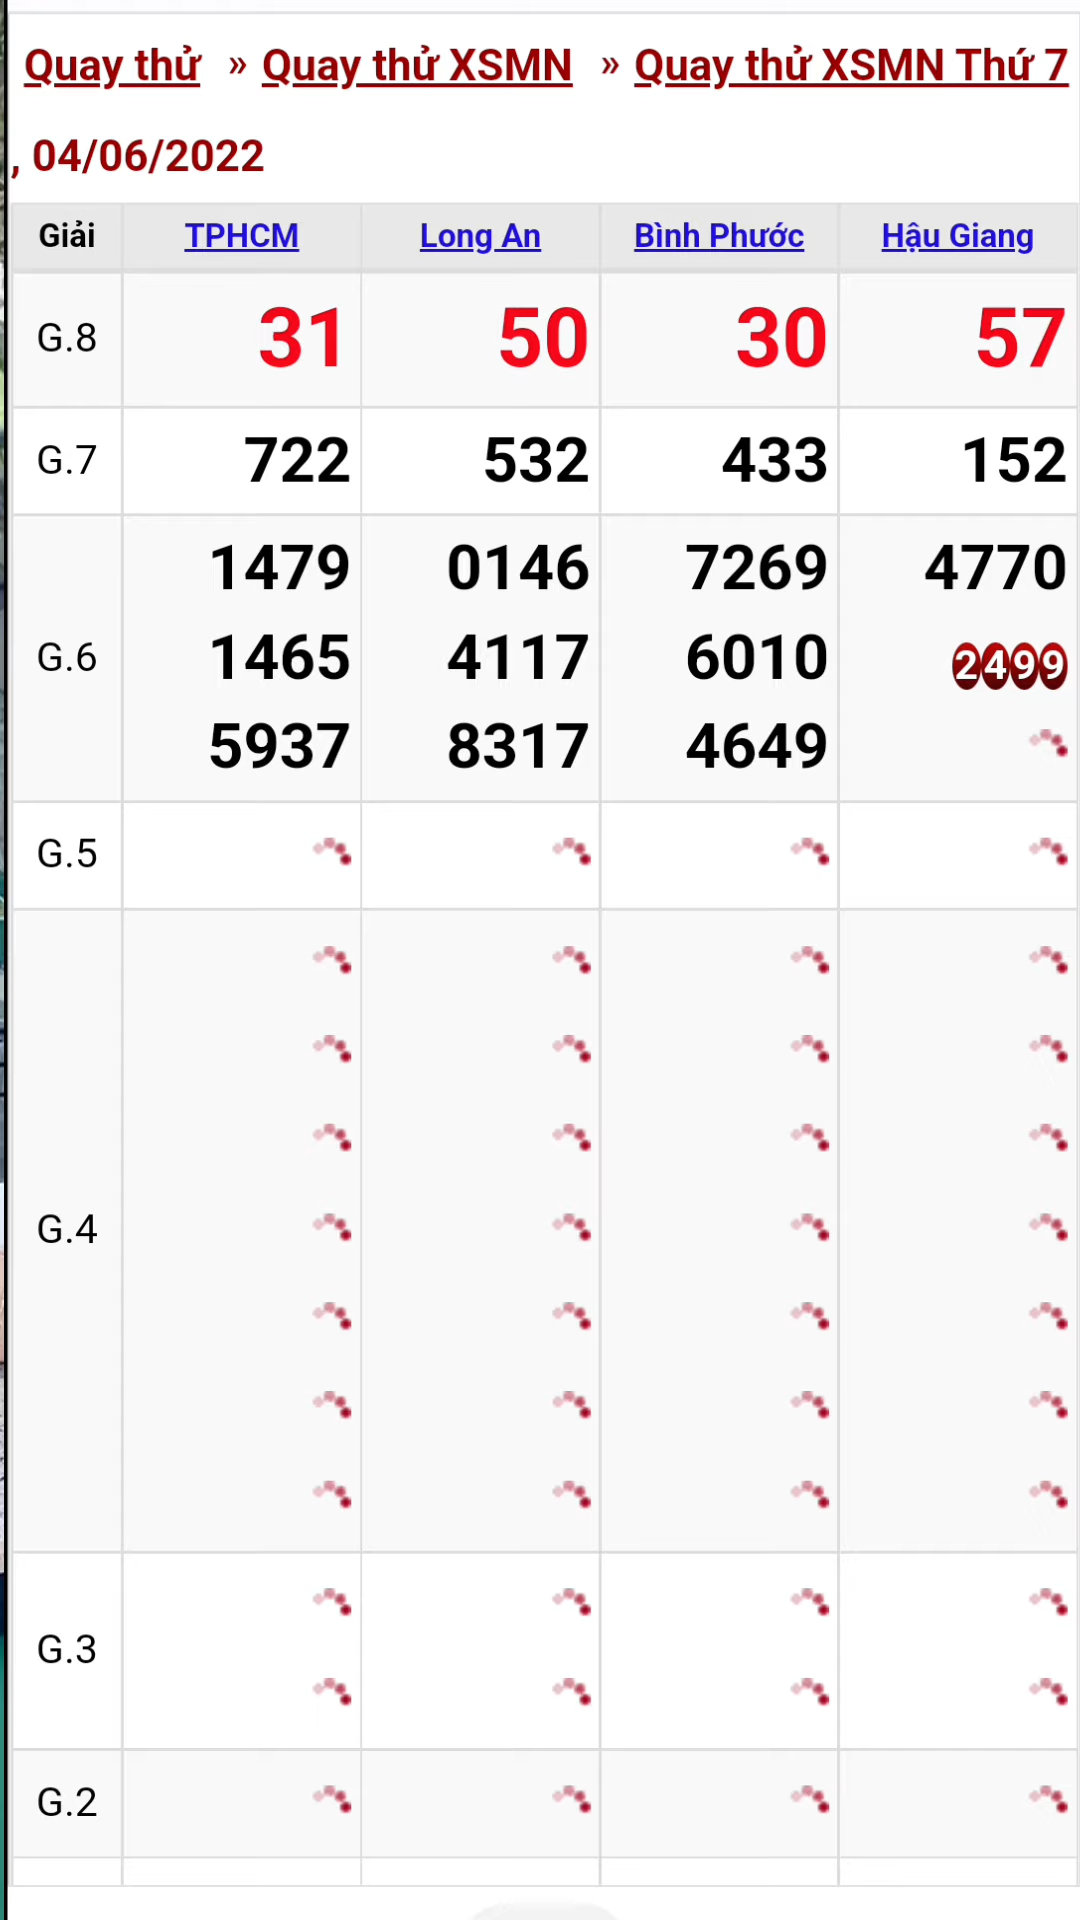 Quay thử » Quay thử XSMN » Quay thử XSMN Thứ 7
, 04/06/2022
Giải TPHCM Long An Bình Phước Hậu Giang
G.8 31 50 30 57
G.7 722 532 433 152
1479 0146 7269 4770
G.6 1465 4117 6010 2499
5937 8317 4649
G.5
G.4
G.3
G.2